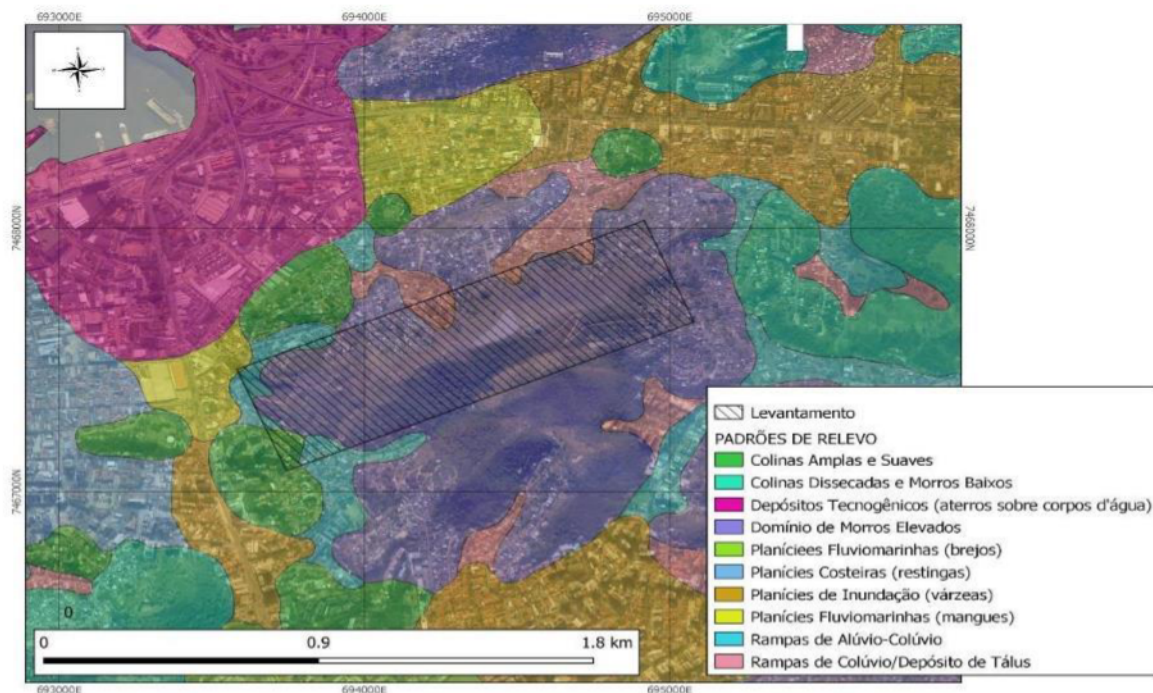 693000E 694000E 695000E
7468000N 7468000N
7467000N
Levantamento
PADRÕES DE RELEVO
Colinas Amplas e Suaves
Colinas Dissecadas e Morros Baixos
Depósitos Tecnogênicos (aterros sobre corpos d'água)
Domínio de Morros Elevados
Planíciees Fluviomarinhas (brejos)
Planícies Costeiras (restingas)
Planícies de Inundação (várzeas)
Planícies Fluviomarinhas (mangues)
Rampas de Alúvio-Colúvio
Rampas de Colúvio/Depósito de Tálus
0
0 0.9 1.8 km
693000E 694000E 695000E